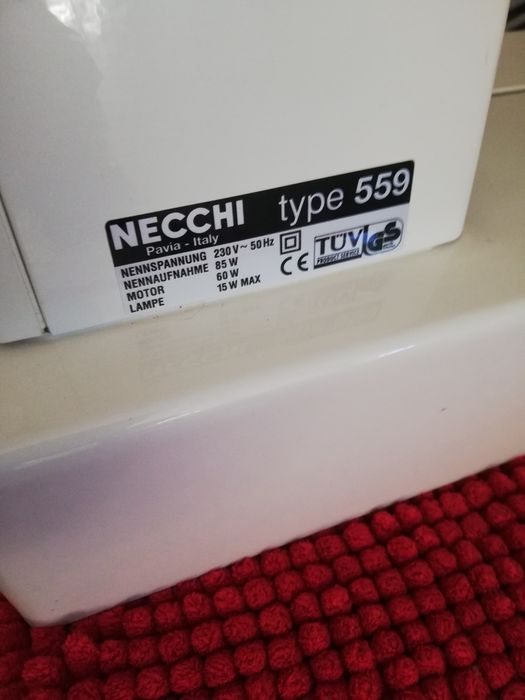 NECCHI type 559
Pavia - Italy
NENNSPANNUNG 230 V ~ 50 Hz
NENNAUFNAHME 85 W
MOTOR 60 W
LAMPE 15 W MAX
CE
TÜV
PRODUCT SERVICE
GS